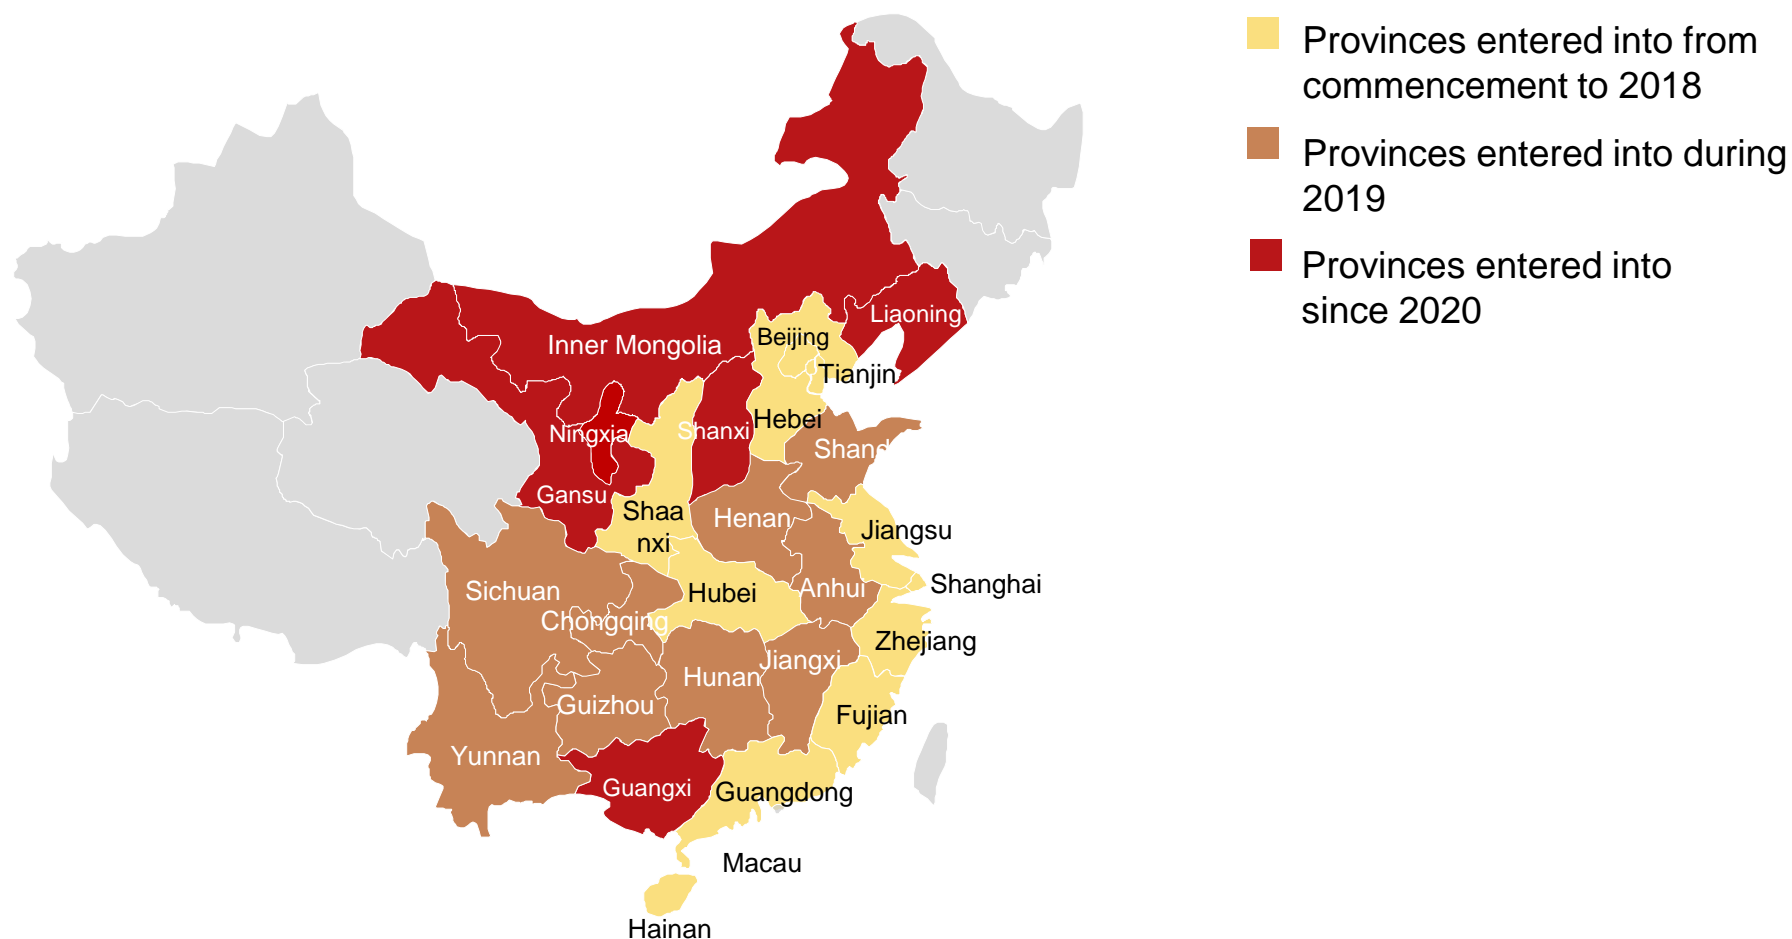 Provinces entered into from
commencement to 2018
Provinces entered into during
2019
Provinces entered into
since 2020
Liaoning
Beijing
Inner Mongolia
Tianjin
Hebei
Ningxia
Shanxi
Shand
Gansu
Shaa
nxi
Henan
Jiangsu
Sichuan
Hubei
Anhui
Shanghai
Chongqing
Zhejiang
Jiangxi
Hunan
Guizhou
Fujian
Yunnan
Guangxi
Guangdong
Macau
Hainan